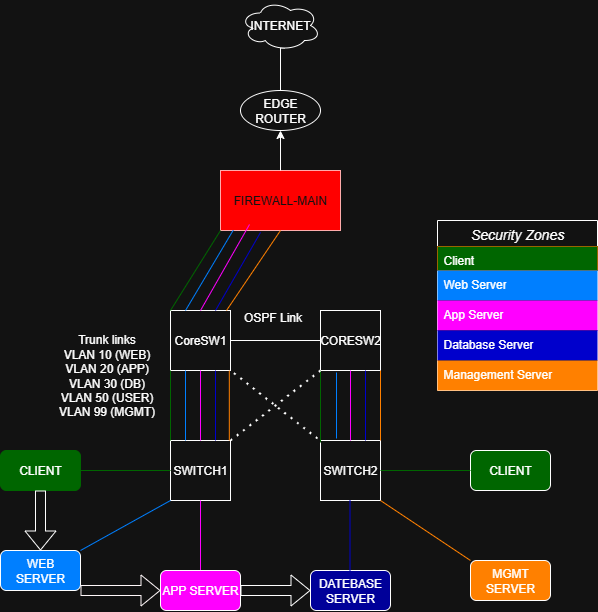 INTERNET
EDGE
ROUTER
FIREWALL-MAIN
Security Zones
Client
Web Server
App Server
Database Server
Management Server
OSPF Link
CoreSW1
CORESW2
Trunk links
VLAN 10 (WEB)
VLAN 20 (APP)
VLAN 30 (DB)
VLAN 50 (USER)
VLAN 99 (MGMT)
CLIENT
SWITCH1
SWITCH2
CLIENT
WEB
SERVER
APP SERVER
DATEBASE
SERVER
MGMT
SERVER